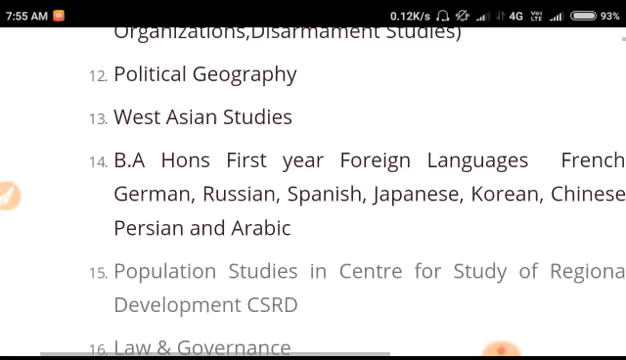 7:55 AM 0.12K/s 4G Voi LTE 93%
Organizations,Disarmament Studies)
12. Political Geography
13. West Asian Studies
14. B.A Hons First year Foreign Languages French
German, Russian, Spanish, Japanese, Korean, Chinese
Persian and Arabic
15. Population Studies in Centre for Study of Regiona
Development CSRD
16. Law & Governance